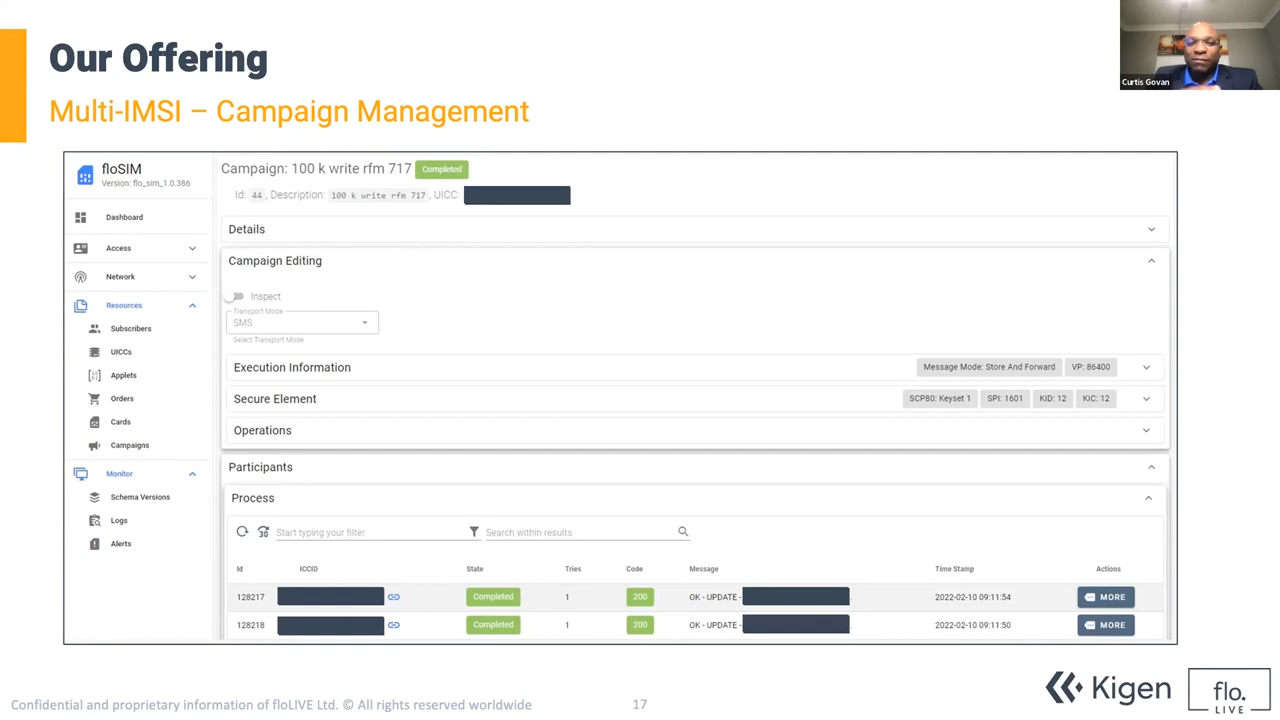 Our Offering
Multi-IMSI – Campaign Management
Curtis Govan
floSIM
Version: flo_sim_1.0.386
Dashboard
Access
Network
Resources
Subscribers
UICCs
Applets
Orders
Cards
Campaigns
Monitor
Schema Versions
Logs
Alerts
Campaign: 100 k write rfm 717 Completed
Id: 44, Description: 100 k write rfm 717, UICC:
Details
Campaign Editing
Inspect
Transport Mode
SMS
Select Transport Mode
Execution Information Message Mode: Store And Forward VP: 86400
Secure Element SCP80: Keyset 1 SPI: 1601 KID: 12 KIC: 12
Operations
Participants
Process
30 Start typing your filter Search within results
Id ICCID State Tries Code Message Time Stamp Actions
128217 Completed 1 200 OK - UPDATE - 2022-02-10 09:11:54 MORE
128218 Completed 1 200 OK - UPDATE - 2022-02-10 09:11:50 MORE
Confidential and proprietary information of floLIVE Ltd. © All rights reserved worldwide
17
Kigen
flo.
LIVE